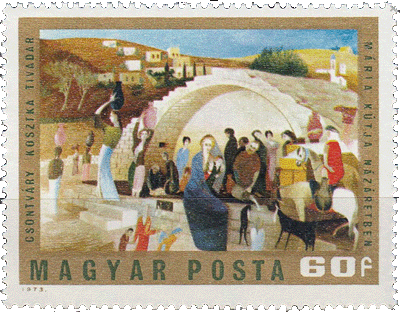 CSONTVÁRY KOSZTKA TIVADAR
MÁRIA KÚTJA NÁZÁRETBEN
MAGYAR POSTA 60f
1973.